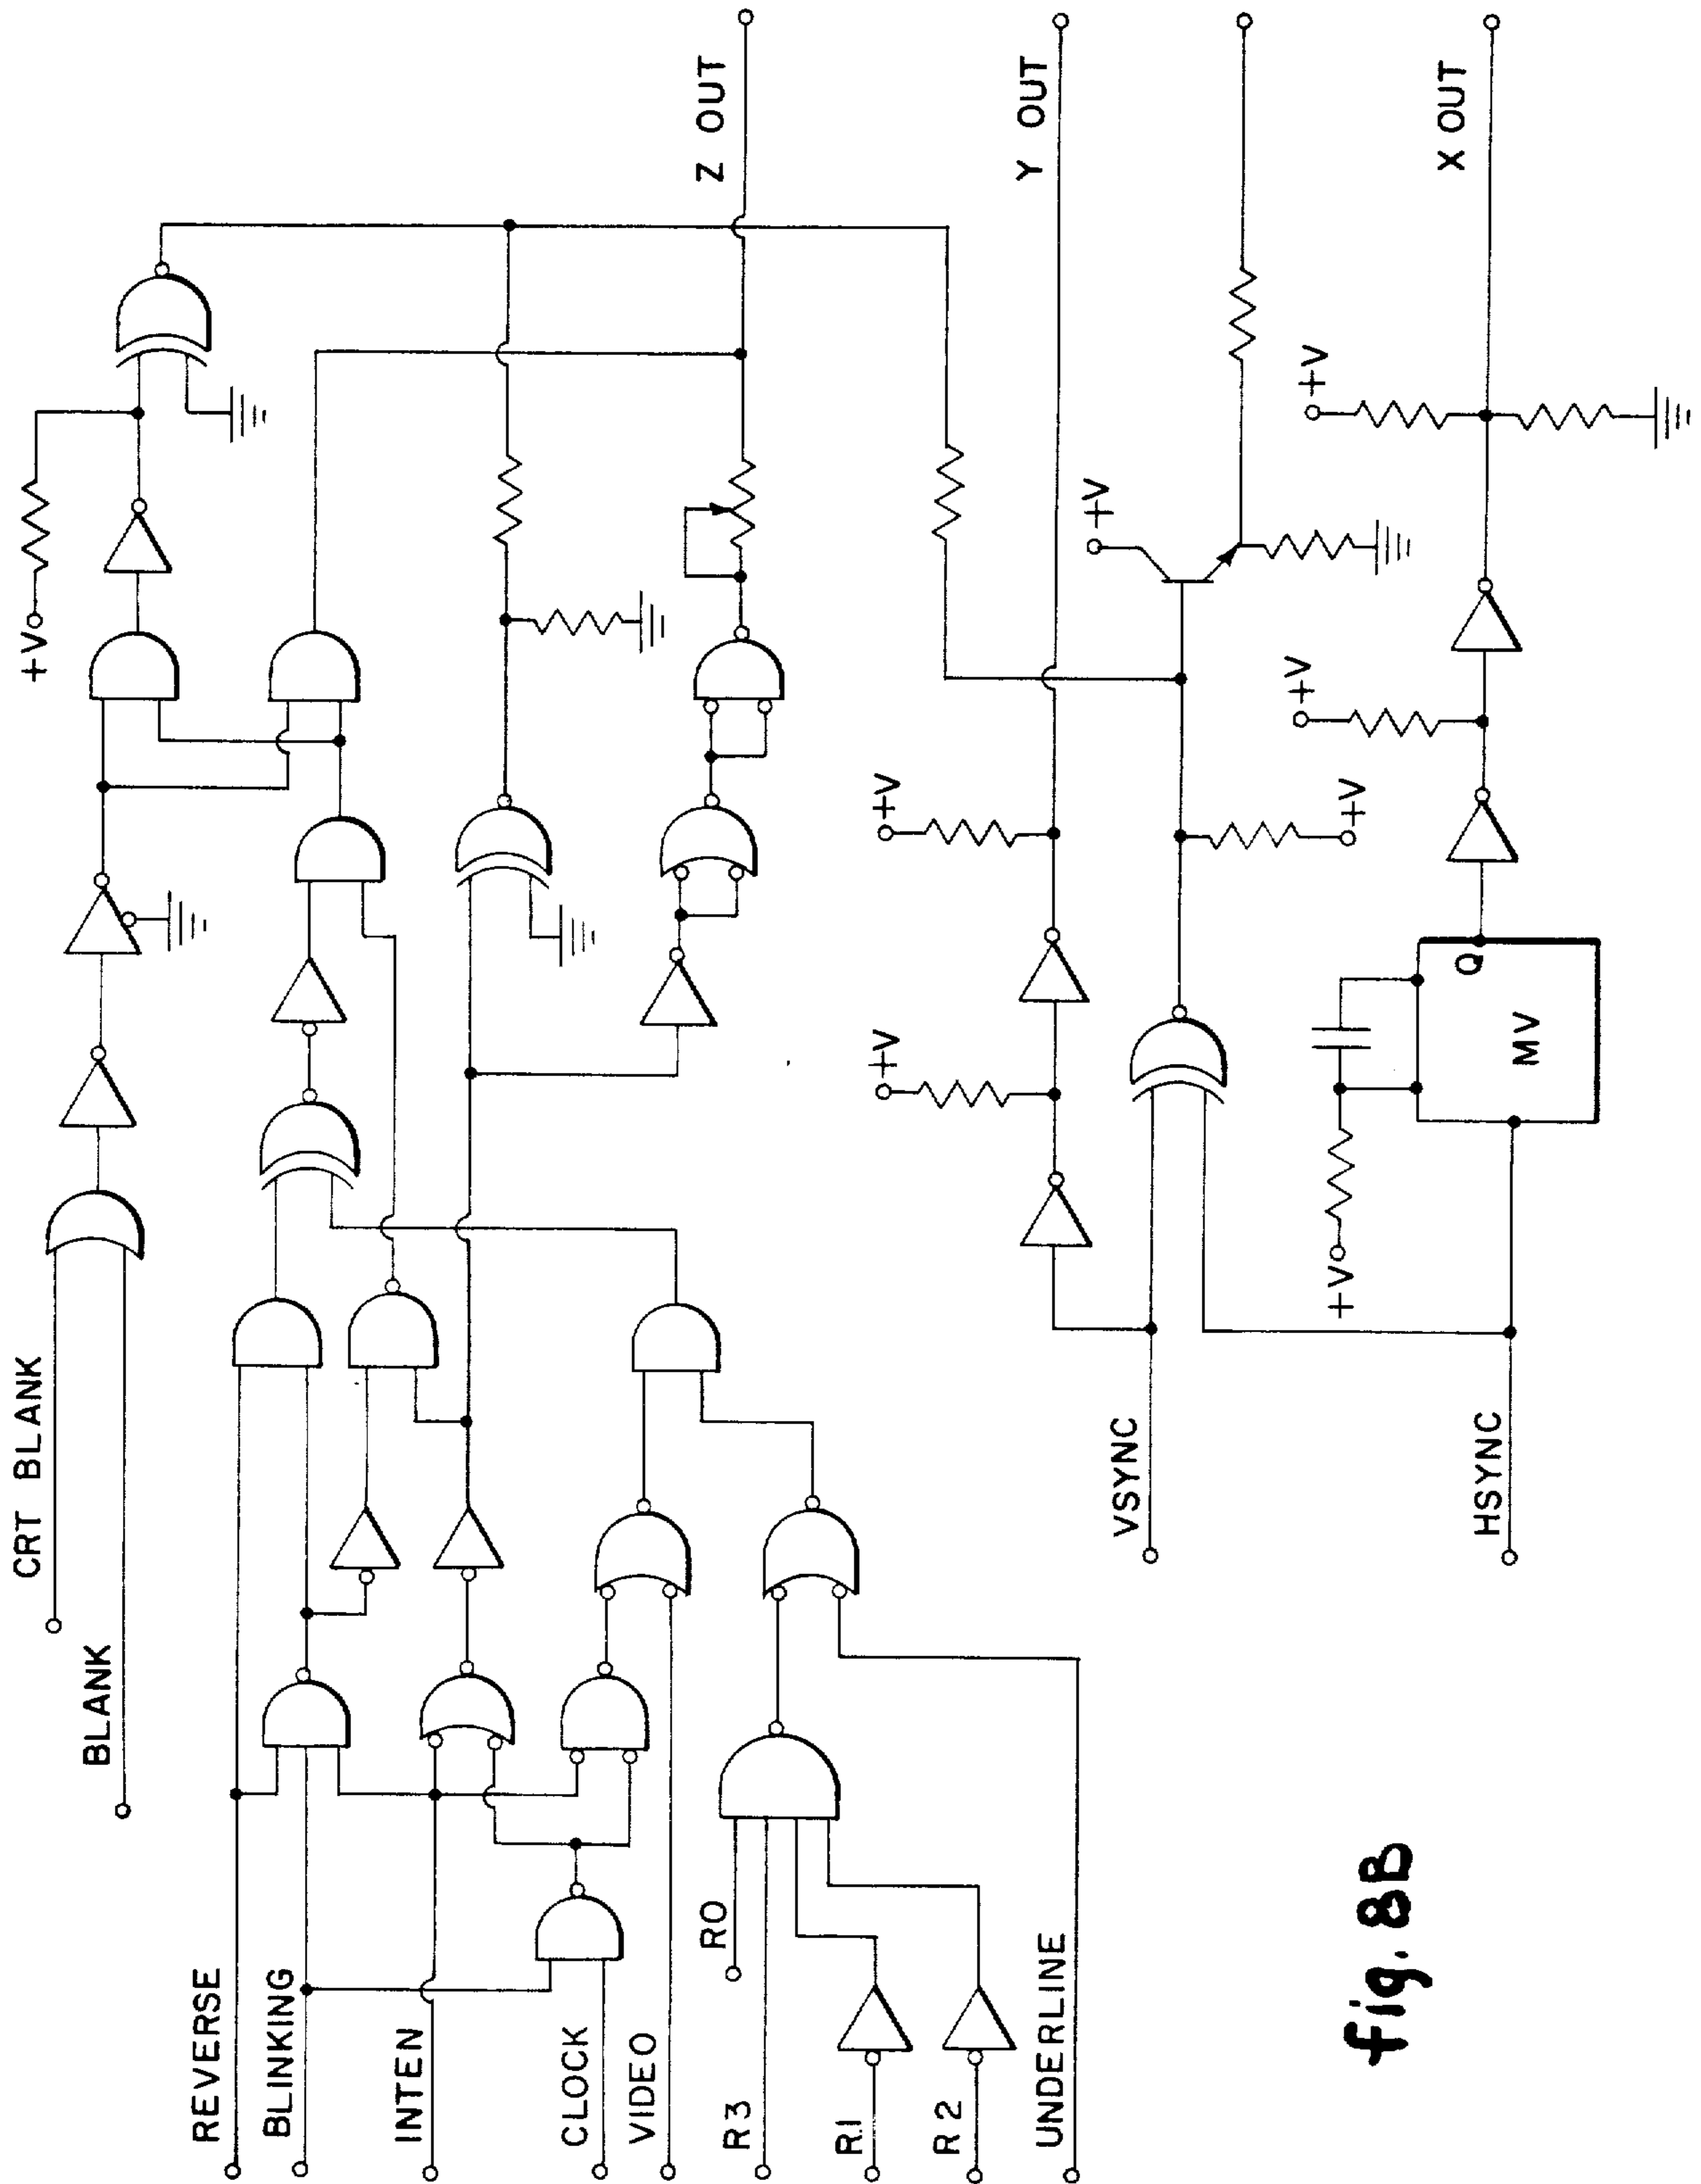 CRT BLANK
BLANK
REVERSE
BLINKING
INTEN
CLOCK
VIDEO
R0
R3
R1
R2
UNDERLINE
VSYNC
HSYNC
+V
+V
+V
+V
+V
+V
+V
+V
Q
MV
Z OUT
Y OUT
X OUT
fig. 8B